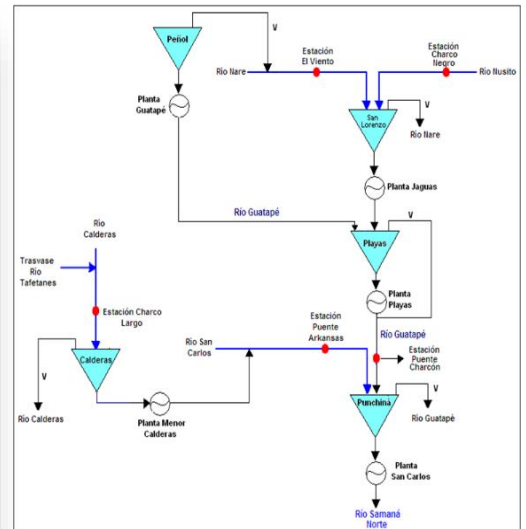 Peñol
V
Estación
El Viento
Estación
Charco
Negro
Río Nare
Río Nusito
Planta
Guatapé
San
Lorenzo
V
Río Nare
Planta Jaguas
Río Guatapé
V
Playas
Río
Calderas
Trasvase
Río
Tafetanes
Estación Charco
Largo
Planta
Playas
Estación
Puente
Arkansas
Río Guatapé
Río San
Carlos
Estación
Puente
Charcón
Calderas
V
Punchiná
V
Río Calderas
Planta Menor
Calderas
Río Guatapé
Planta
San Carlos
Río Samaná
Norte